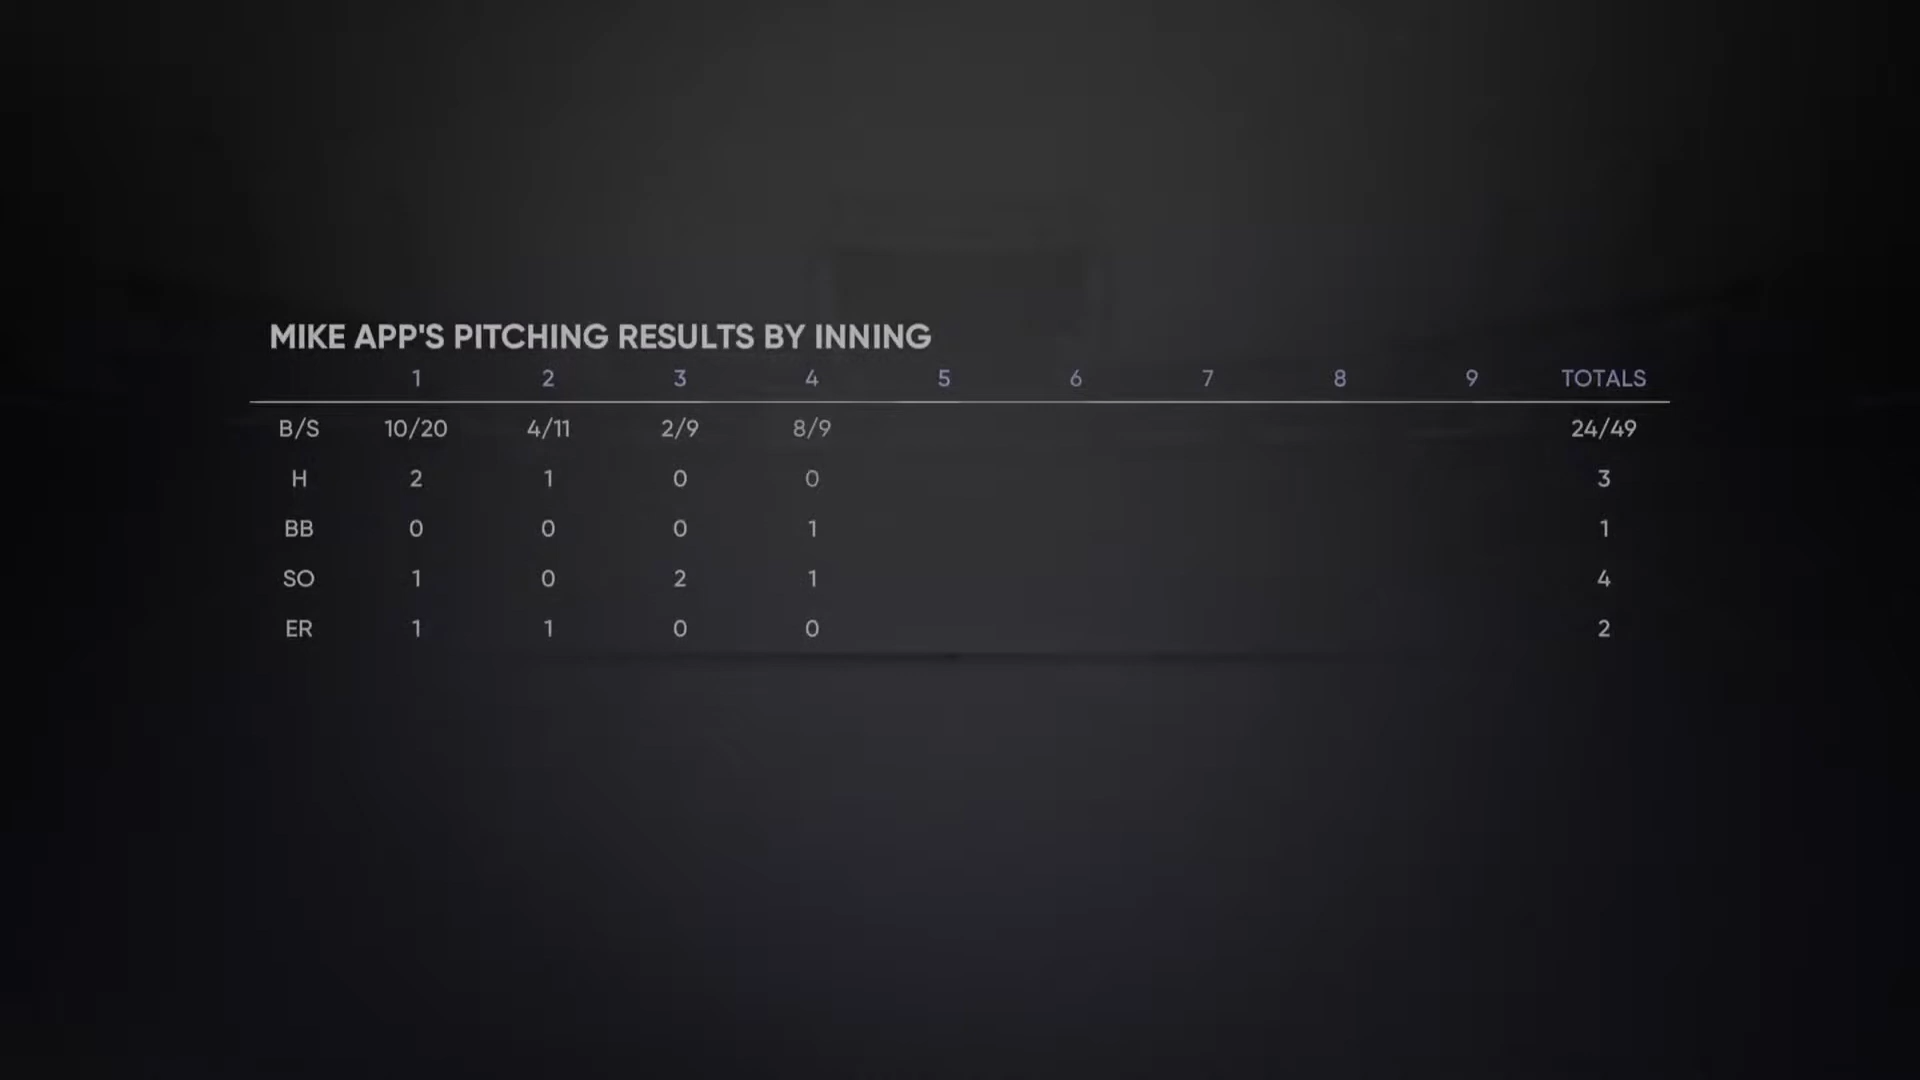 MIKE APP'S PITCHING RESULTS BY INNING
1 2 3 4 5 6 7 8 9 TOTALS
B/S 10/20 4/11 2/9 8/9 24/49
H 2 1 0 0 3
BB 0 0 0 1 1
SO 1 0 2 1 4
ER 1 1 0 0 2